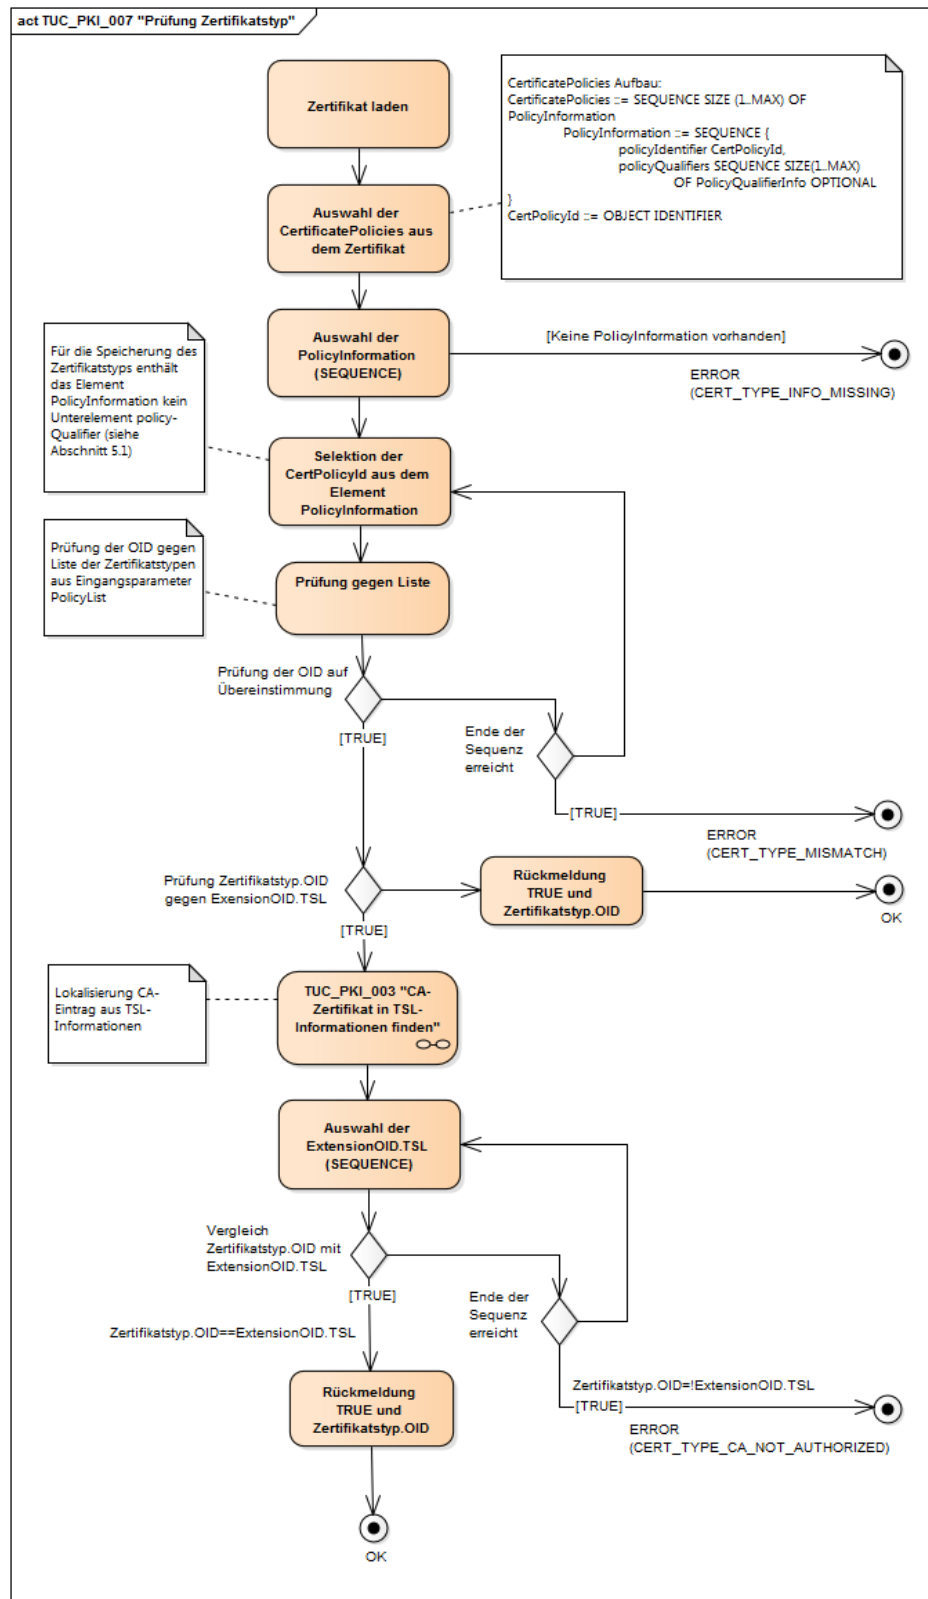 act TUC_PKI_007 "Prüfung Zertifikatstyp"
Zertifikat laden
CertificatePolicies Aufbau:
CertificatePolicies ::= SEQUENCE SIZE (1..MAX) OF
PolicyInformation
PolicyInformation ::= SEQUENCE {
policyIdentifier CertPolicyId,
policyQualifiers SEQUENCE SIZE(1..MAX)
OF PolicyQualifierInfo OPTIONAL
}
CertPolicyId ::= OBJECT IDENTIFIER
Auswahl der
CertificatePolicies aus
dem Zertifikat
Auswahl der
PolicyInformation
(SEQUENCE)
[Keine PolicyInformation vorhanden]
ERROR
(CERT_TYPE_INFO_MISSING)
Für die Speicherung des
Zertifikatstyps enthält
das Element
PolicyInformation kein
Unterelement policy-
Qualifier (siehe
Abschnitt 5.1)
Selektion der
CertPolicyId aus dem
Element
PolicyInformation
Prüfung der OID gegen
Liste der Zertifikatstypen
aus Eingangsparameter
PolicyList
Prüfung gegen Liste
Prüfung der OID auf
Übereinstimmung
[TRUE]
Ende der
Sequenz
erreicht
[TRUE]
ERROR
(CERT_TYPE_MISMATCH)
Prüfung Zertifikatstyp.OID
gegen ExensionOID.TSL
[TRUE]
Rückmeldung
TRUE und
Zertifikatstyp.OID
OK
Lokalisierung CA-
Eintrag aus TSL-
Informationen
TUC_PKI_003 "CA-
Zertifikat in TSL-
Informationen finden"
Auswahl der
ExtensionOID.TSL
(SEQUENCE)
Vergleich
Zertifikatstyp.OID mit
ExtensionOID.TSL
[TRUE]
Ende der
Sequenz
erreicht
Zertifikatstyp.OID==ExtensionOID.TSL
Zertifikatstyp.OID=!ExtensionOID.TSL
[TRUE]
ERROR
(CERT_TYPE_CA_NOT_AUTHORIZED)
Rückmeldung
TRUE und
Zertifikatstyp.OID
OK